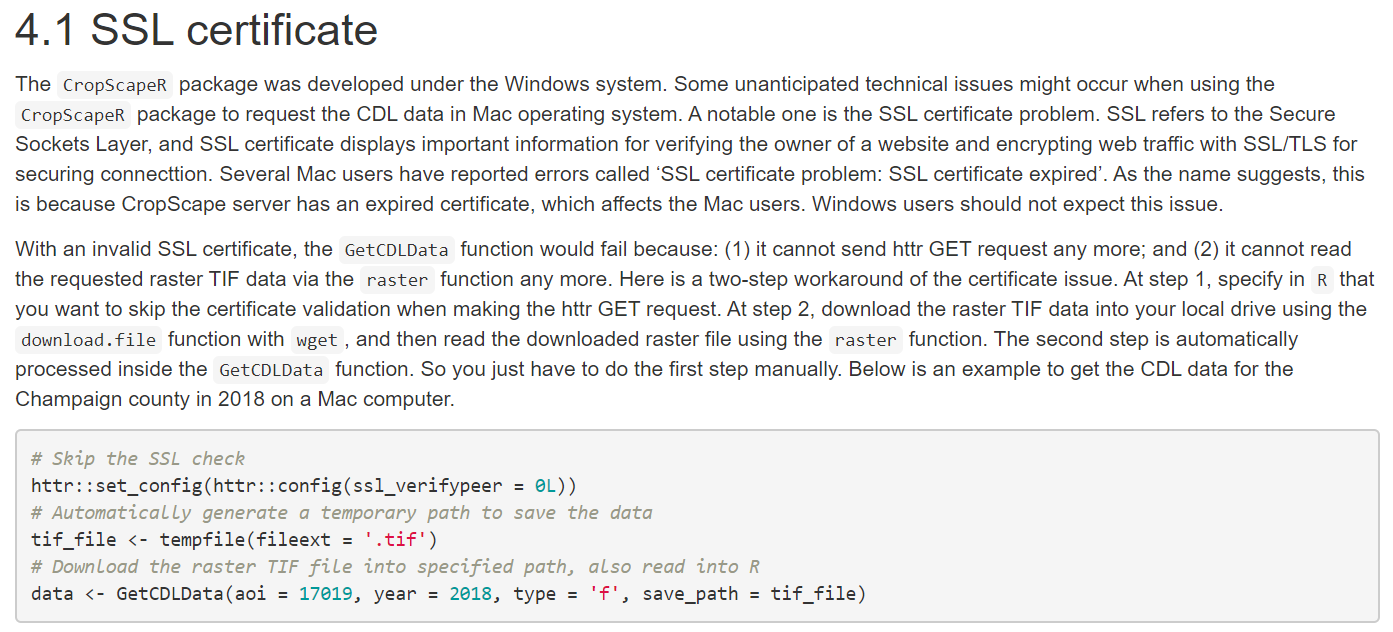 4.1 SSL certificate
The CropScapeR package was developed under the Windows system. Some unanticipated technical issues might occur when using the
CropScapeR package to request the CDL data in Mac operating system. A notable one is the SSL certificate problem. SSL refers to the Secure
Sockets Layer, and SSL certificate displays important information for verifying the owner of a website and encrypting web traffic with SSL/TLS for
securing connecttion. Several Mac users have reported errors called ‘SSL certificate problem: SSL certificate expired’. As the name suggests, this
is because CropScape server has an expired certificate, which affects the Mac users. Windows users should not expect this issue.
With an invalid SSL certificate, the GetCDLData function would fail because: (1) it cannot send httr GET request any more; and (2) it cannot read
the requested raster TIF data via the raster function any more. Here is a two-step workaround of the certificate issue. At step 1, specify in R that
you want to skip the certificate validation when making the httr GET request. At step 2, download the raster TIF data into your local drive using the
download.file function with wget, and then read the downloaded raster file using the raster function. The second step is automatically
processed inside the GetCDLData function. So you just have to do the first step manually. Below is an example to get the CDL data for the
Champaign county in 2018 on a Mac computer.
# Skip the SSL check
httr::set_config(httr::config(ssl_verifypeer = 0L))
# Automatically generate a temporary path to save the data
tif_file <- tempfile(fileext = '.tif')
# Download the raster TIF file into specified path, also read into R
data <- GetCDLData(aoi = 17019, year = 2018, type = 'f', save_path = tif_file)